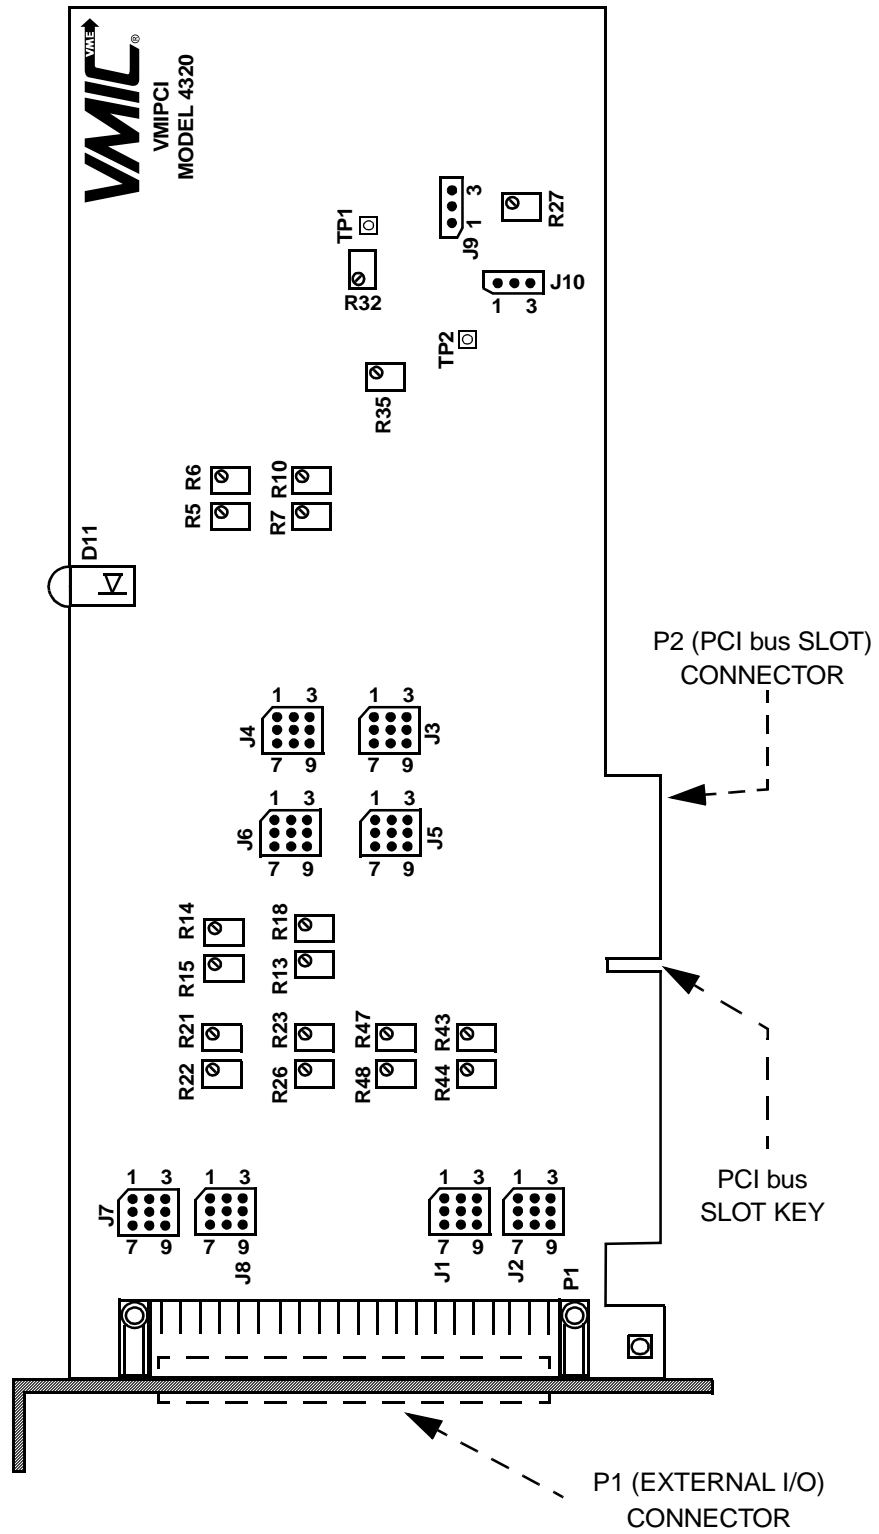 VME
VMIC®
VMIPCI
MODEL 4320
3
1
J9
R27
TP1
R32
J10
1 3
TP2
R35
R6
R10
R5
R7
D11
P2 (PCI bus SLOT)
CONNECTOR
1 3
1 3
J4
J3
7 9
7 9
1 3
1 3
J6
J5
7 9
7 9
R14
R18
R15
R13
R21
R23
R47
R43
R22
R26
R48
R44
PCI bus
SLOT KEY
1 3
1 3
1 3
1 3
J7
7 9
7 9
7 9
7 9
J8
J1
J2
P1
P1 (EXTERNAL I/O)
CONNECTOR